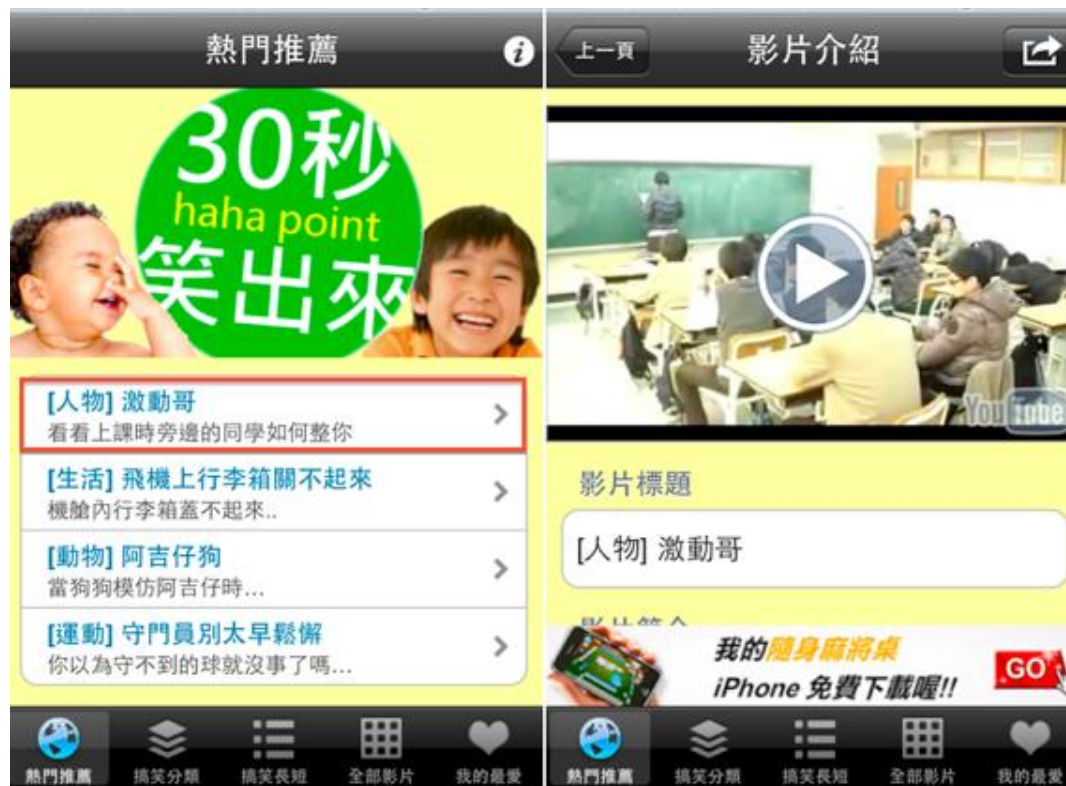 熱門推薦
30秒
haha point
笑出來
[人物] 激動哥
看看上課時旁邊的同學如何整你
[生活] 飛機上行李箱關不起來
機艙內行李箱蓋不起來..
[動物] 阿吉仔狗
當狗狗模仿阿吉仔時...
[運動] 守門員別太早鬆懈
你以為守不到的球就沒事了嗎...
熱門推薦
搞笑分類
搞笑長短
全部影片
我的最愛
上一頁
影片介紹
YouTube
影片標題
[人物] 激動哥
影片簡介
我的隨身麻將桌
iPhone 免費下載喔!!
GO
熱門推薦
搞笑分類
搞笑長短
全部影片
我的最愛